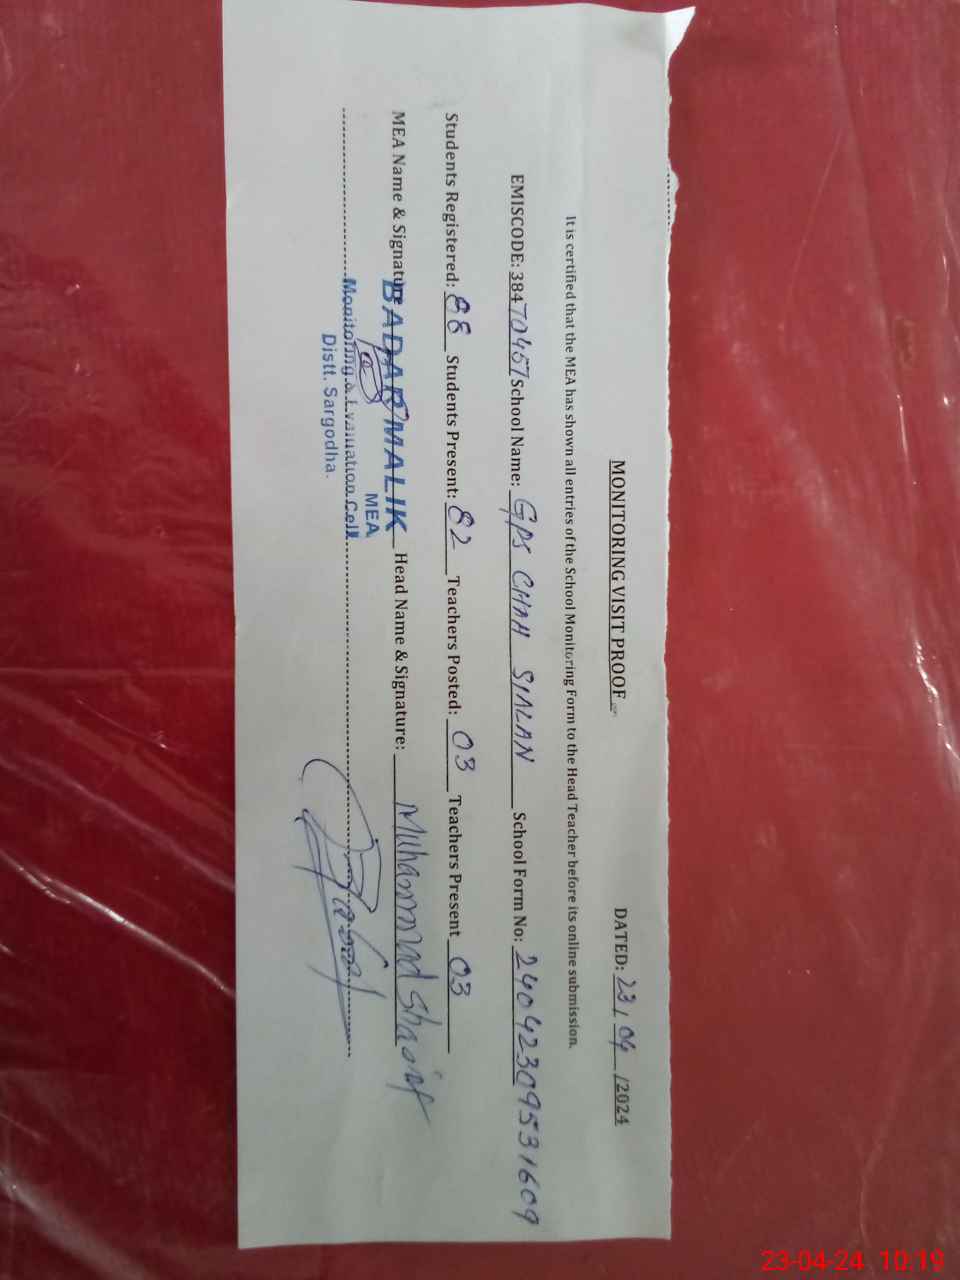 MONITORING VISIT PROOF DATED: 23/04/2024
It is certified that the MEA has shown all entries of the School Monitoring Form to the Head Teacher before its online submission.
EMISCODE: 38470457 School Name: GPS CHAH SIALAN School Form No: 24042309531609
Students Registered: 88 Students Present: 82 Teachers Posted: 03 Teachers Present 03
MEA Name & Signature BADAR MALIK Head Name & Signature: Muhammad Sharif
MEA
Monitoring & Evaluation Cell
Distt. Sargodha.
23-04-24 10:19